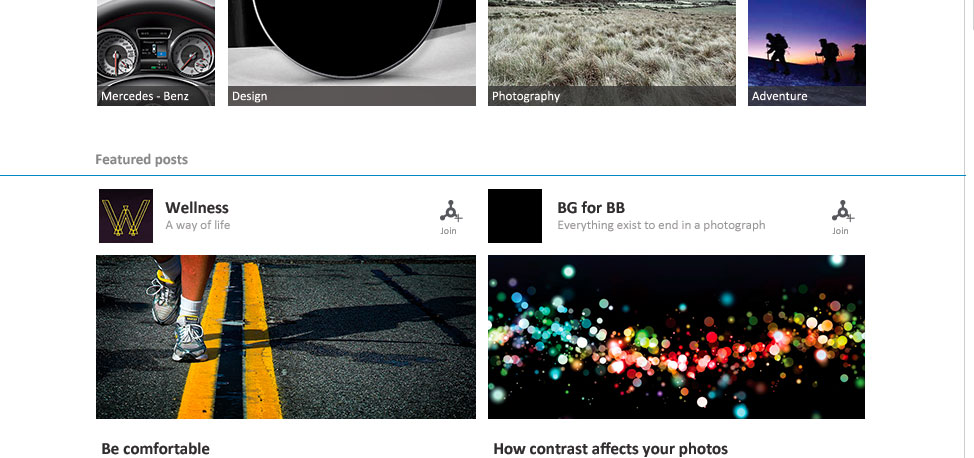 Mercedes - Benz
Design
Photography
Adventure
Featured posts
Wellness
A way of life
Join
BG for BB
Everything exist to end in a photograph
Join
Be comfortable
How contrast affects your photos